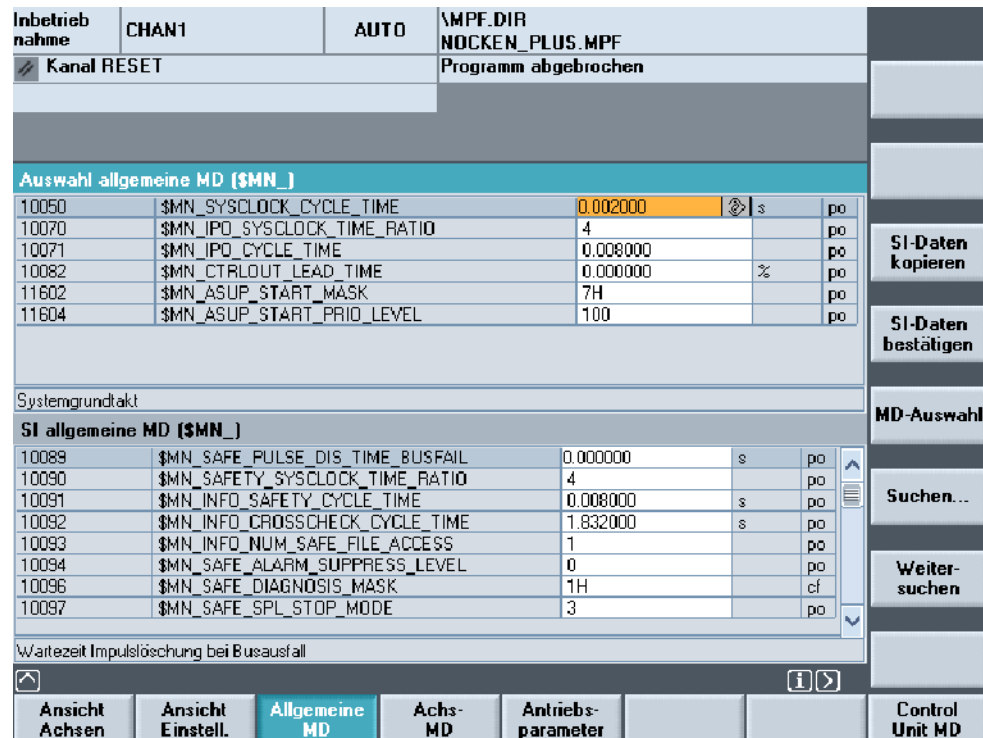 Inbetrieb
nahme
CHAN1
AUTO
\MPF.DIR
NOCKEN_PLUS.MPF
Kanal RESET
Programm abgebrochen
Auswahl allgemeine MD ($MN_)
10050 $MN_SYSCLOCK_CYCLE_TIME 0.002000 s po
10070 $MN_IPO_SYSCLOCK_TIME_RATIO 4 po
10071 $MN_IPO_CYCLE_TIME 0.008000 po
10082 $MN_CTRLOUT_LEAD_TIME 0.000000 % po
11602 $MN_ASUP_START_MASK 7H po
11604 $MN_ASUP_START_PRIO_LEVEL 100 po
Systemgrundtakt
SI allgemeine MD ($MN_)
10089 $MN_SAFE_PULSE_DIS_TIME_BUSFAIL 0.000000 s po
10090 $MN_SAFETY_SYSCLOCK_TIME_RATIO 4 po
10091 $MN_INFO_SAFETY_CYCLE_TIME 0.008000 s po
10092 $MN_INFO_CROSSCHECK_CYCLE_TIME 1.832000 s po
10093 $MN_INFO_NUM_SAFE_FILE_ACCESS 1 po
10094 $MN_SAFE_ALARM_SUPPRESS_LEVEL 0 po
10096 $MN_SAFE_DIAGNOSIS_MASK 1H cf
10097 $MN_SAFE_SPL_STOP_MODE 3 po
Wartezeit Impulslöschung bei Busausfall
SI-Daten
kopieren
SI-Daten
bestätigen
MD-Auswahl
Suchen...
Weiter-
suchen
Ansicht
Achsen
Ansicht
Einstell.
Allgemeine
MD
Achs-
MD
Antriebs-
parameter
Control
Unit MD